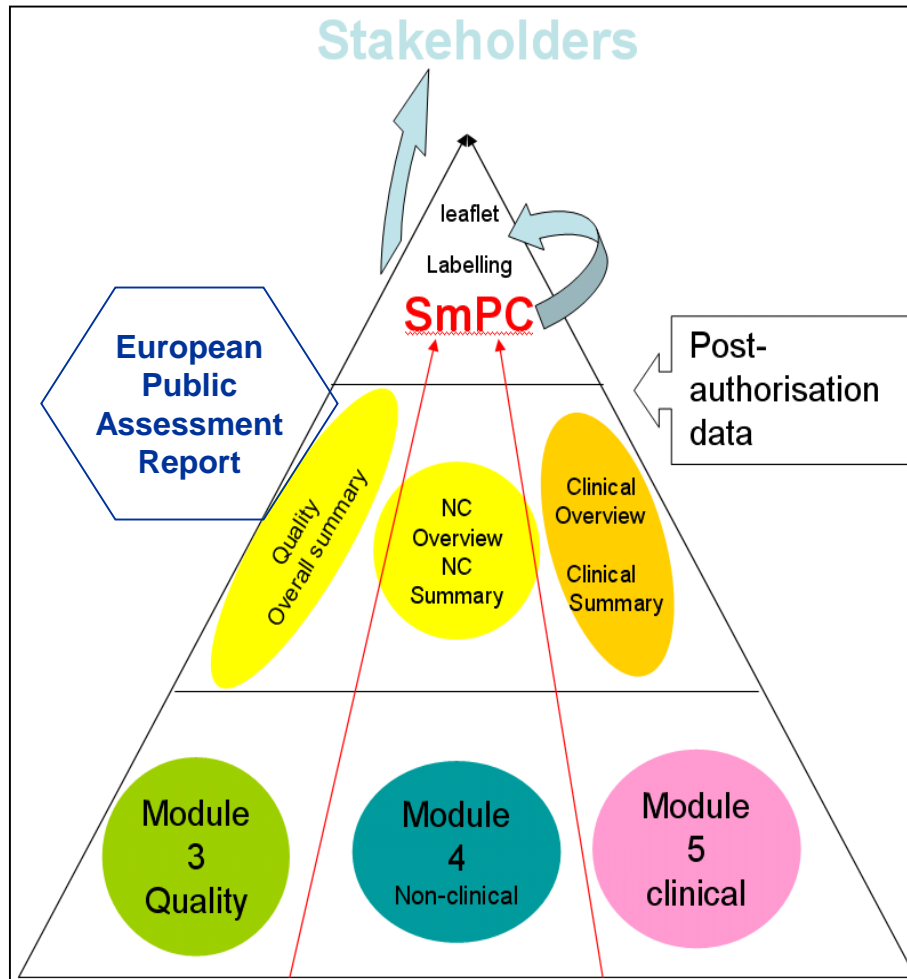 Stakeholders
leaflet
Labelling
SmPC
European
Public
Assessment
Report
Post-
authorisation
data
Quality
Overall summary
NC
Overview
NC
Summary
Clinical
Overview
Clinical
Summary
Module
3
Quality
Module
4
Non-clinical
Module
5
clinical